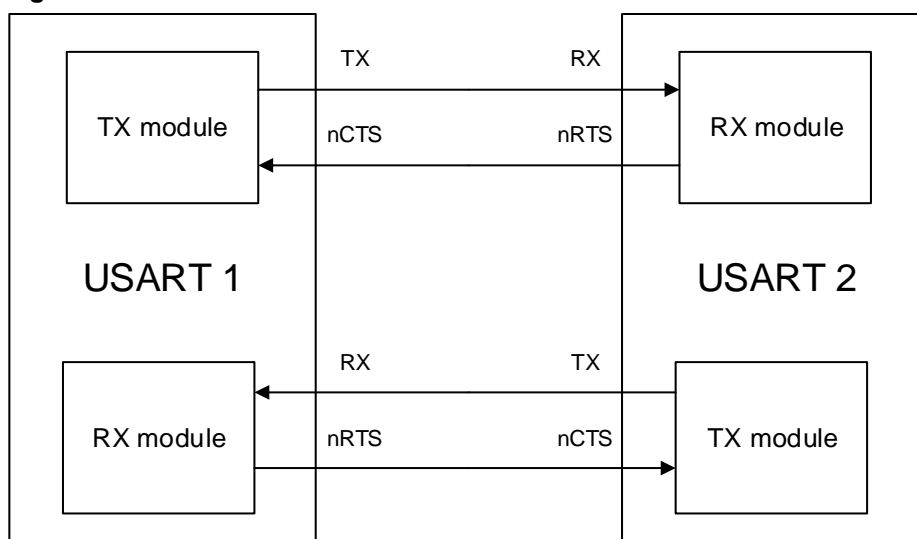 TX RX
TX module
nCTS nRTS
RX module
USART 1
USART 2
RX TX
RX module
nRTS nCTS
TX module